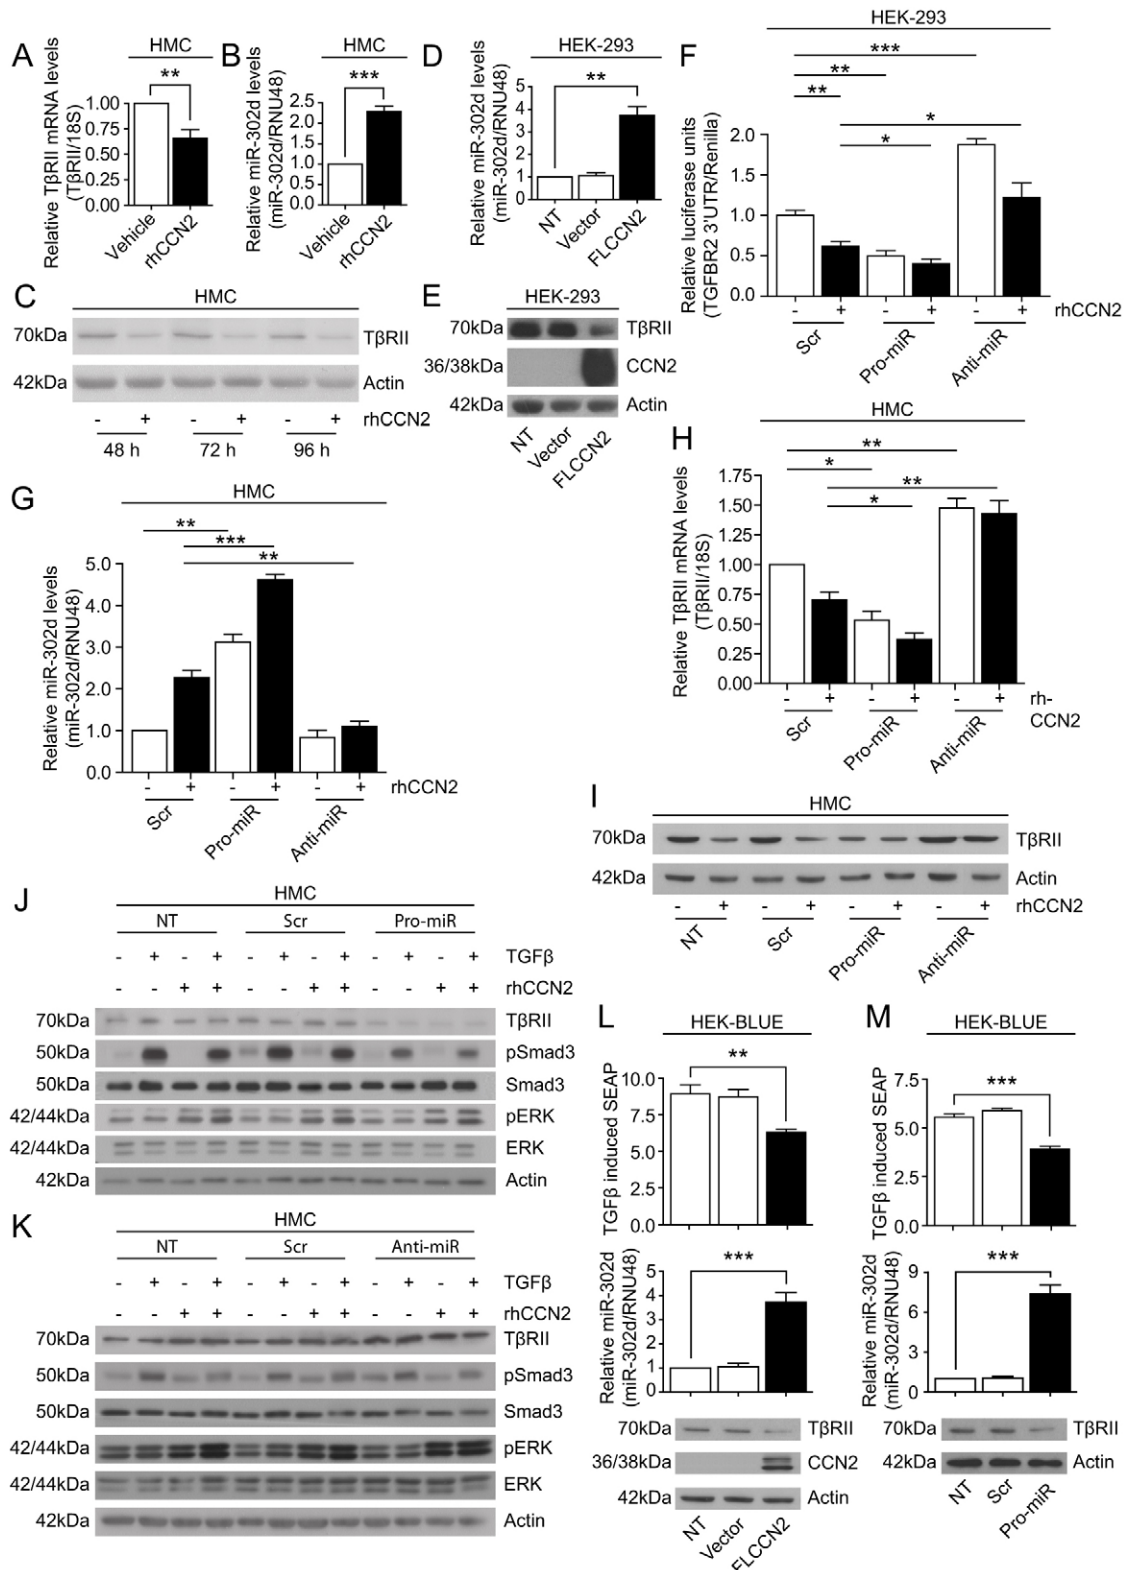 A
HMC
**
Relative TβRII mRNA levels
(TβRII/18S)
1.00
0.75
0.50
0.25
0.00
Vehicle
rhCCN2
B
HMC
***
Relative miR-302d levels
(miR-302d/RNU48)
2.5
2.0
1.5
1.0
0.5
0.0
Vehicle
rhCCN2
D
HEK-293
**
Relative miR-302d levels
(miR-302d/RNU48)
5
4
3
2
1
0
NT
Vector
FLCCN2
F
HEK-293
***
**
**
*
*
Relative luciferase units
(TGFBR2 3'UTR/Renilla)
2.0
1.5
1.0
0.5
0.0
- + - + - + rhCCN2
Scr
Pro-miR
Anti-miR
C
HMC
70kDa TβRII
42kDa Actin
- + - + - + rhCCN2
48 h 72 h 96 h
E
HEK-293
70kDa TβRII
36/38kDa CCN2
42kDa Actin
NT
Vector
FLCCN2
G
HMC
**
***
**
Relative miR-302d levels
(miR-302d/RNU48)
5.0
4.0
3.0
2.0
1.0
0.0
- + - + - + rhCCN2
Scr
Pro-miR
Anti-miR
H
HMC
**
*
**
*
Relative TβRII mRNA levels
(TβRII/18S)
1.75
1.50
1.25
1.00
0.75
0.50
0.25
0.00
- + - + - + rh-
CCN2
Scr
Pro-miR
Anti-miR
I
HMC
70kDa TβRII
42kDa Actin
- + - + - + - + rhCCN2
NT
Scr
Pro-miR
Anti-miR
J
HMC
NT Scr Pro-miR
- + - + - + - + - + - + TGFβ
- - + + - - + + - - + + rhCCN2
70kDa TβRII
50kDa pSmad3
50kDa Smad3
42/44kDa pERK
42/44kDa ERK
42kDa Actin
K
HMC
NT Scr Anti-miR
- + - + - + - + - + - + TGFβ
- - + + - - + + - - + + rhCCN2
70kDa TβRII
50kDa pSmad3
50kDa Smad3
42/44kDa pERK
42/44kDa ERK
42kDa Actin
L
HEK-BLUE
**
TGFβ induced SEAP
10.0
7.5
5.0
2.5
0.0
***
Relative miR-302d
(miR-302d/RNU48)
5
4
3
2
1
0
70kDa TβRII
36/38kDa CCN2
42kDa Actin
NT
Vector
FLCCN2
M
HEK-BLUE
***
TGFβ induced SEAP
7.5
5.0
2.5
0.0
***
Relative miR-302d
(miR-302d/RNU48)
9
6
3
0
70kDa TβRII
42kDa Actin
NT
Scr
Pro-miR